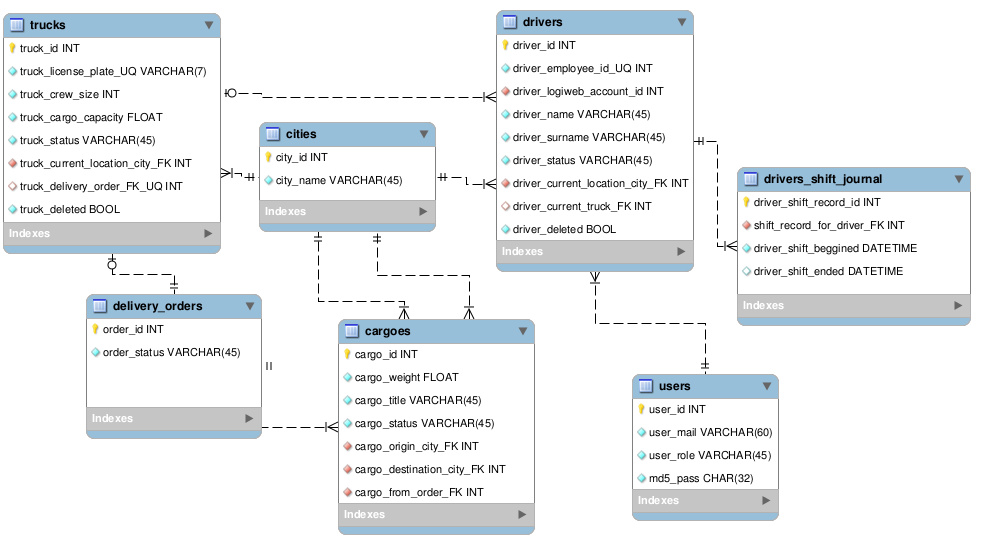 trucks
truck_id INT
truck_license_plate_UQ VARCHAR(7)
truck_crew_size INT
truck_cargo_capacity FLOAT
truck_status VARCHAR(45)
truck_current_location_city_FK INT
truck_delivery_order_FK_UQ INT
truck_deleted BOOL
Indexes
cities
city_id INT
city_name VARCHAR(45)
Indexes
drivers
driver_id INT
driver_employee_id_UQ INT
driver_logiweb_account_id INT
driver_name VARCHAR(45)
driver_surname VARCHAR(45)
driver_status VARCHAR(45)
driver_current_location_city_FK INT
driver_current_truck_FK INT
driver_deleted BOOL
Indexes
drivers_shift_journal
driver_shift_record_id INT
shift_record_for_driver_FK INT
driver_shift_beggined DATETIME
driver_shift_ended DATETIME
Indexes
delivery_orders
order_id INT
order_status VARCHAR(45)
Indexes
cargoes
cargo_id INT
cargo_weight FLOAT
cargo_title VARCHAR(45)
cargo_status VARCHAR(45)
cargo_origin_city_FK INT
cargo_destination_city_FK INT
cargo_from_order_FK INT
Indexes
users
user_id INT
user_mail VARCHAR(60)
user_role VARCHAR(45)
md5_pass CHAR(32)
Indexes